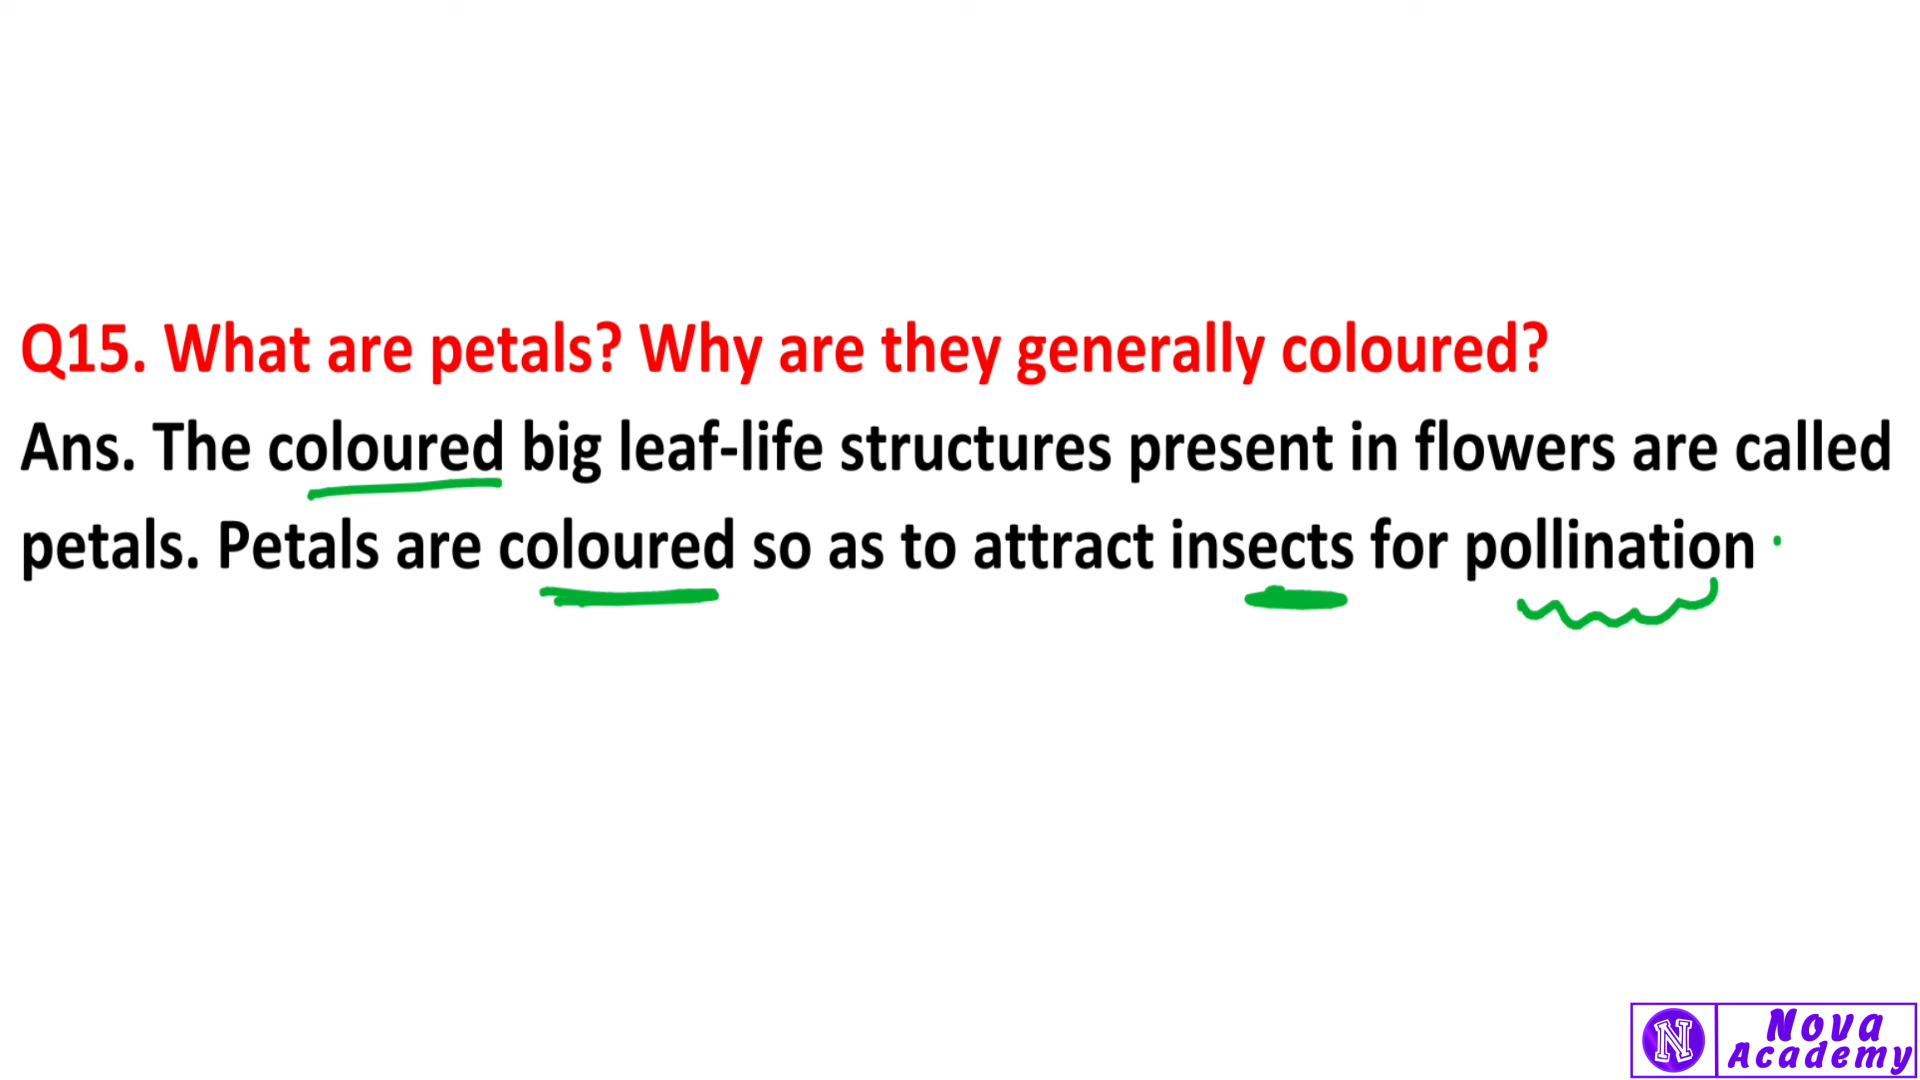 Q15. What are petals? Why are they generally coloured?
Ans. The coloured big leaf-life structures present in flowers are called
petals. Petals are coloured so as to attract insects for pollination
N
Nova
Academy